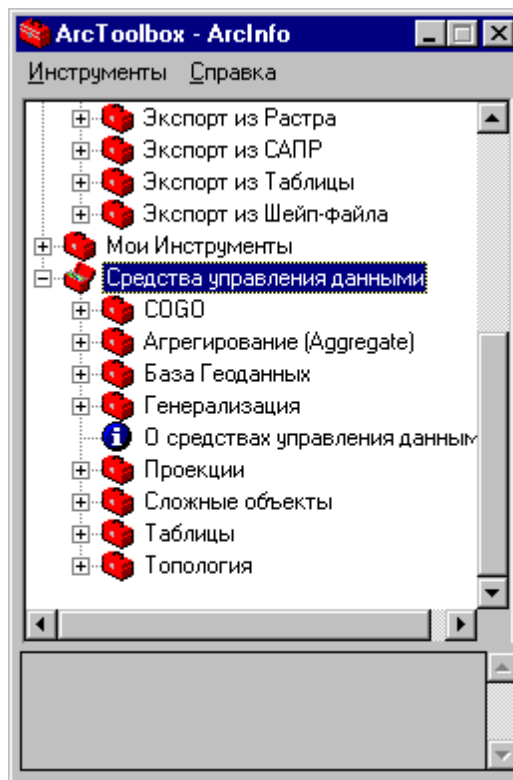 ArcToolbox - ArcInfo
Инструменты Справка
Экспорт из Растра
Экспорт из САПР
Экспорт из Таблицы
Экспорт из Шейп-файла
Мои Инструменты
Средства управления данными
COGO
Агрегирование (Aggregate)
База Геоданных
Генерализация
О средствах управления данным
Проекции
Сложные объекты
Таблицы
Топология